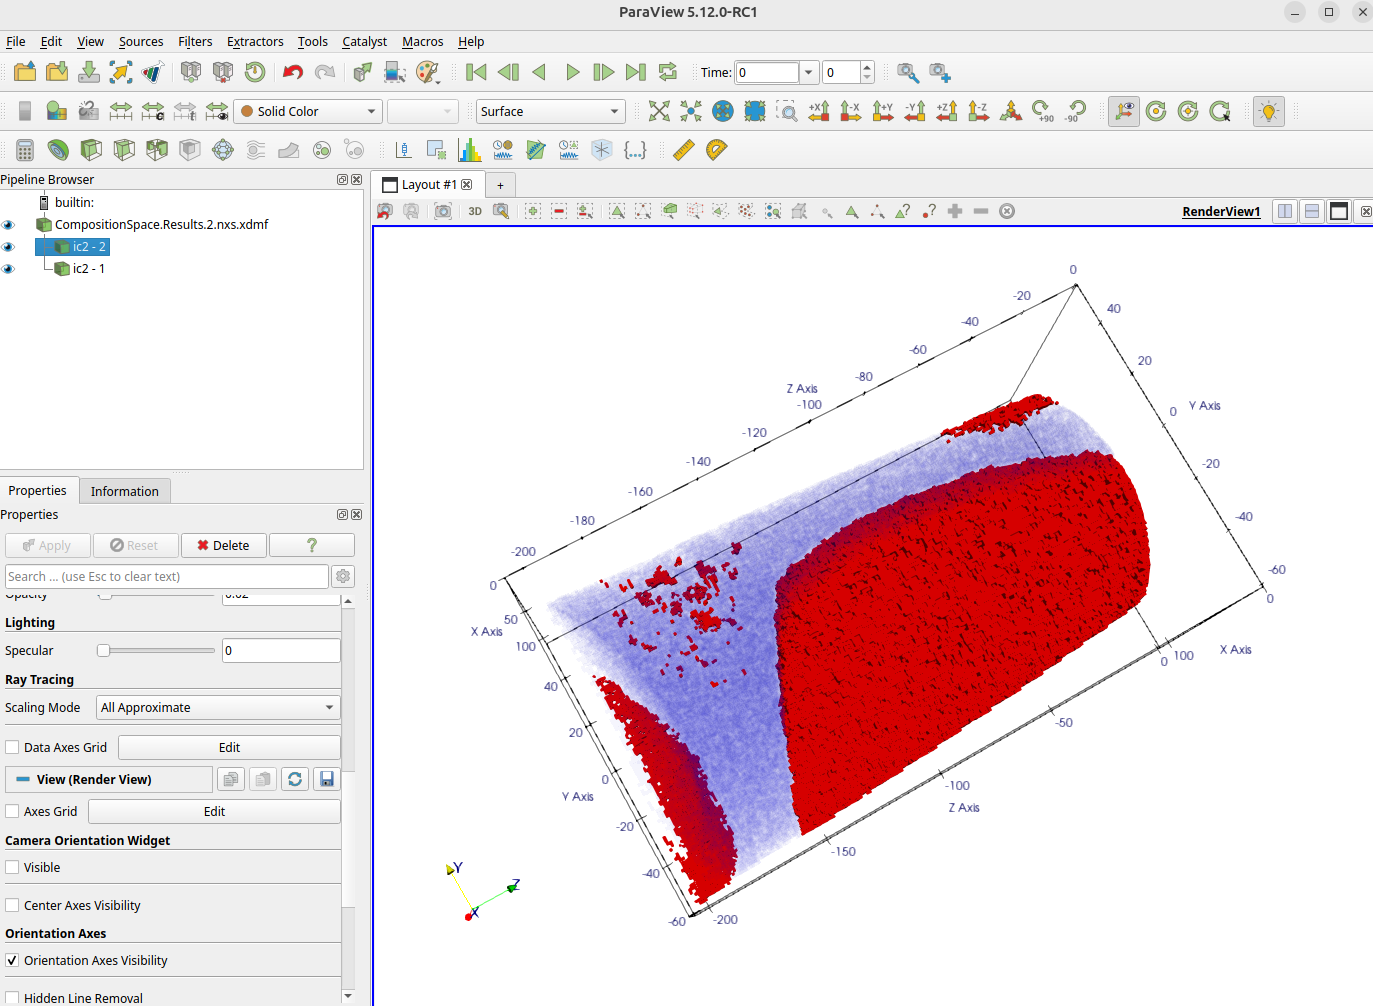 ParaView 5.12.0-RC1
File Edit View Sources Filters Extractors Tools Catalyst Macros Help
Time: 0 0
Solid Color Surface +X -X +Y -Y +Z -Z +90 -90
Pipeline Browser
builtin:
CompositionSpace.Results.2.nxs.xdmf
ic2 - 2
ic2 - 1
Properties Information
Properties
Apply Reset Delete ?
Search ... (use Esc to clear text)
Opacity 0.02
Lighting
Specular 0
Ray Tracing
Scaling Mode All Approximate
Data Axes Grid Edit
View (Render View)
Axes Grid Edit
Camera Orientation Widget
Visible
Center Axes Visibility
Orientation Axes
Orientation Axes Visibility
Hidden Line Removal
Layout #1 +
3D RenderView1
0
-20 40
-40
-60 20
-80
Z Axis
-100 0 Y Axis
-120
-140 -20
-160
-180 -40
-200
0 -60
50 0
X Axis
100 0 100 X Axis
40
20 -50
0
Y Axis -100
Z Axis
-20
-150
-40
-60 -200
Y
Z
X